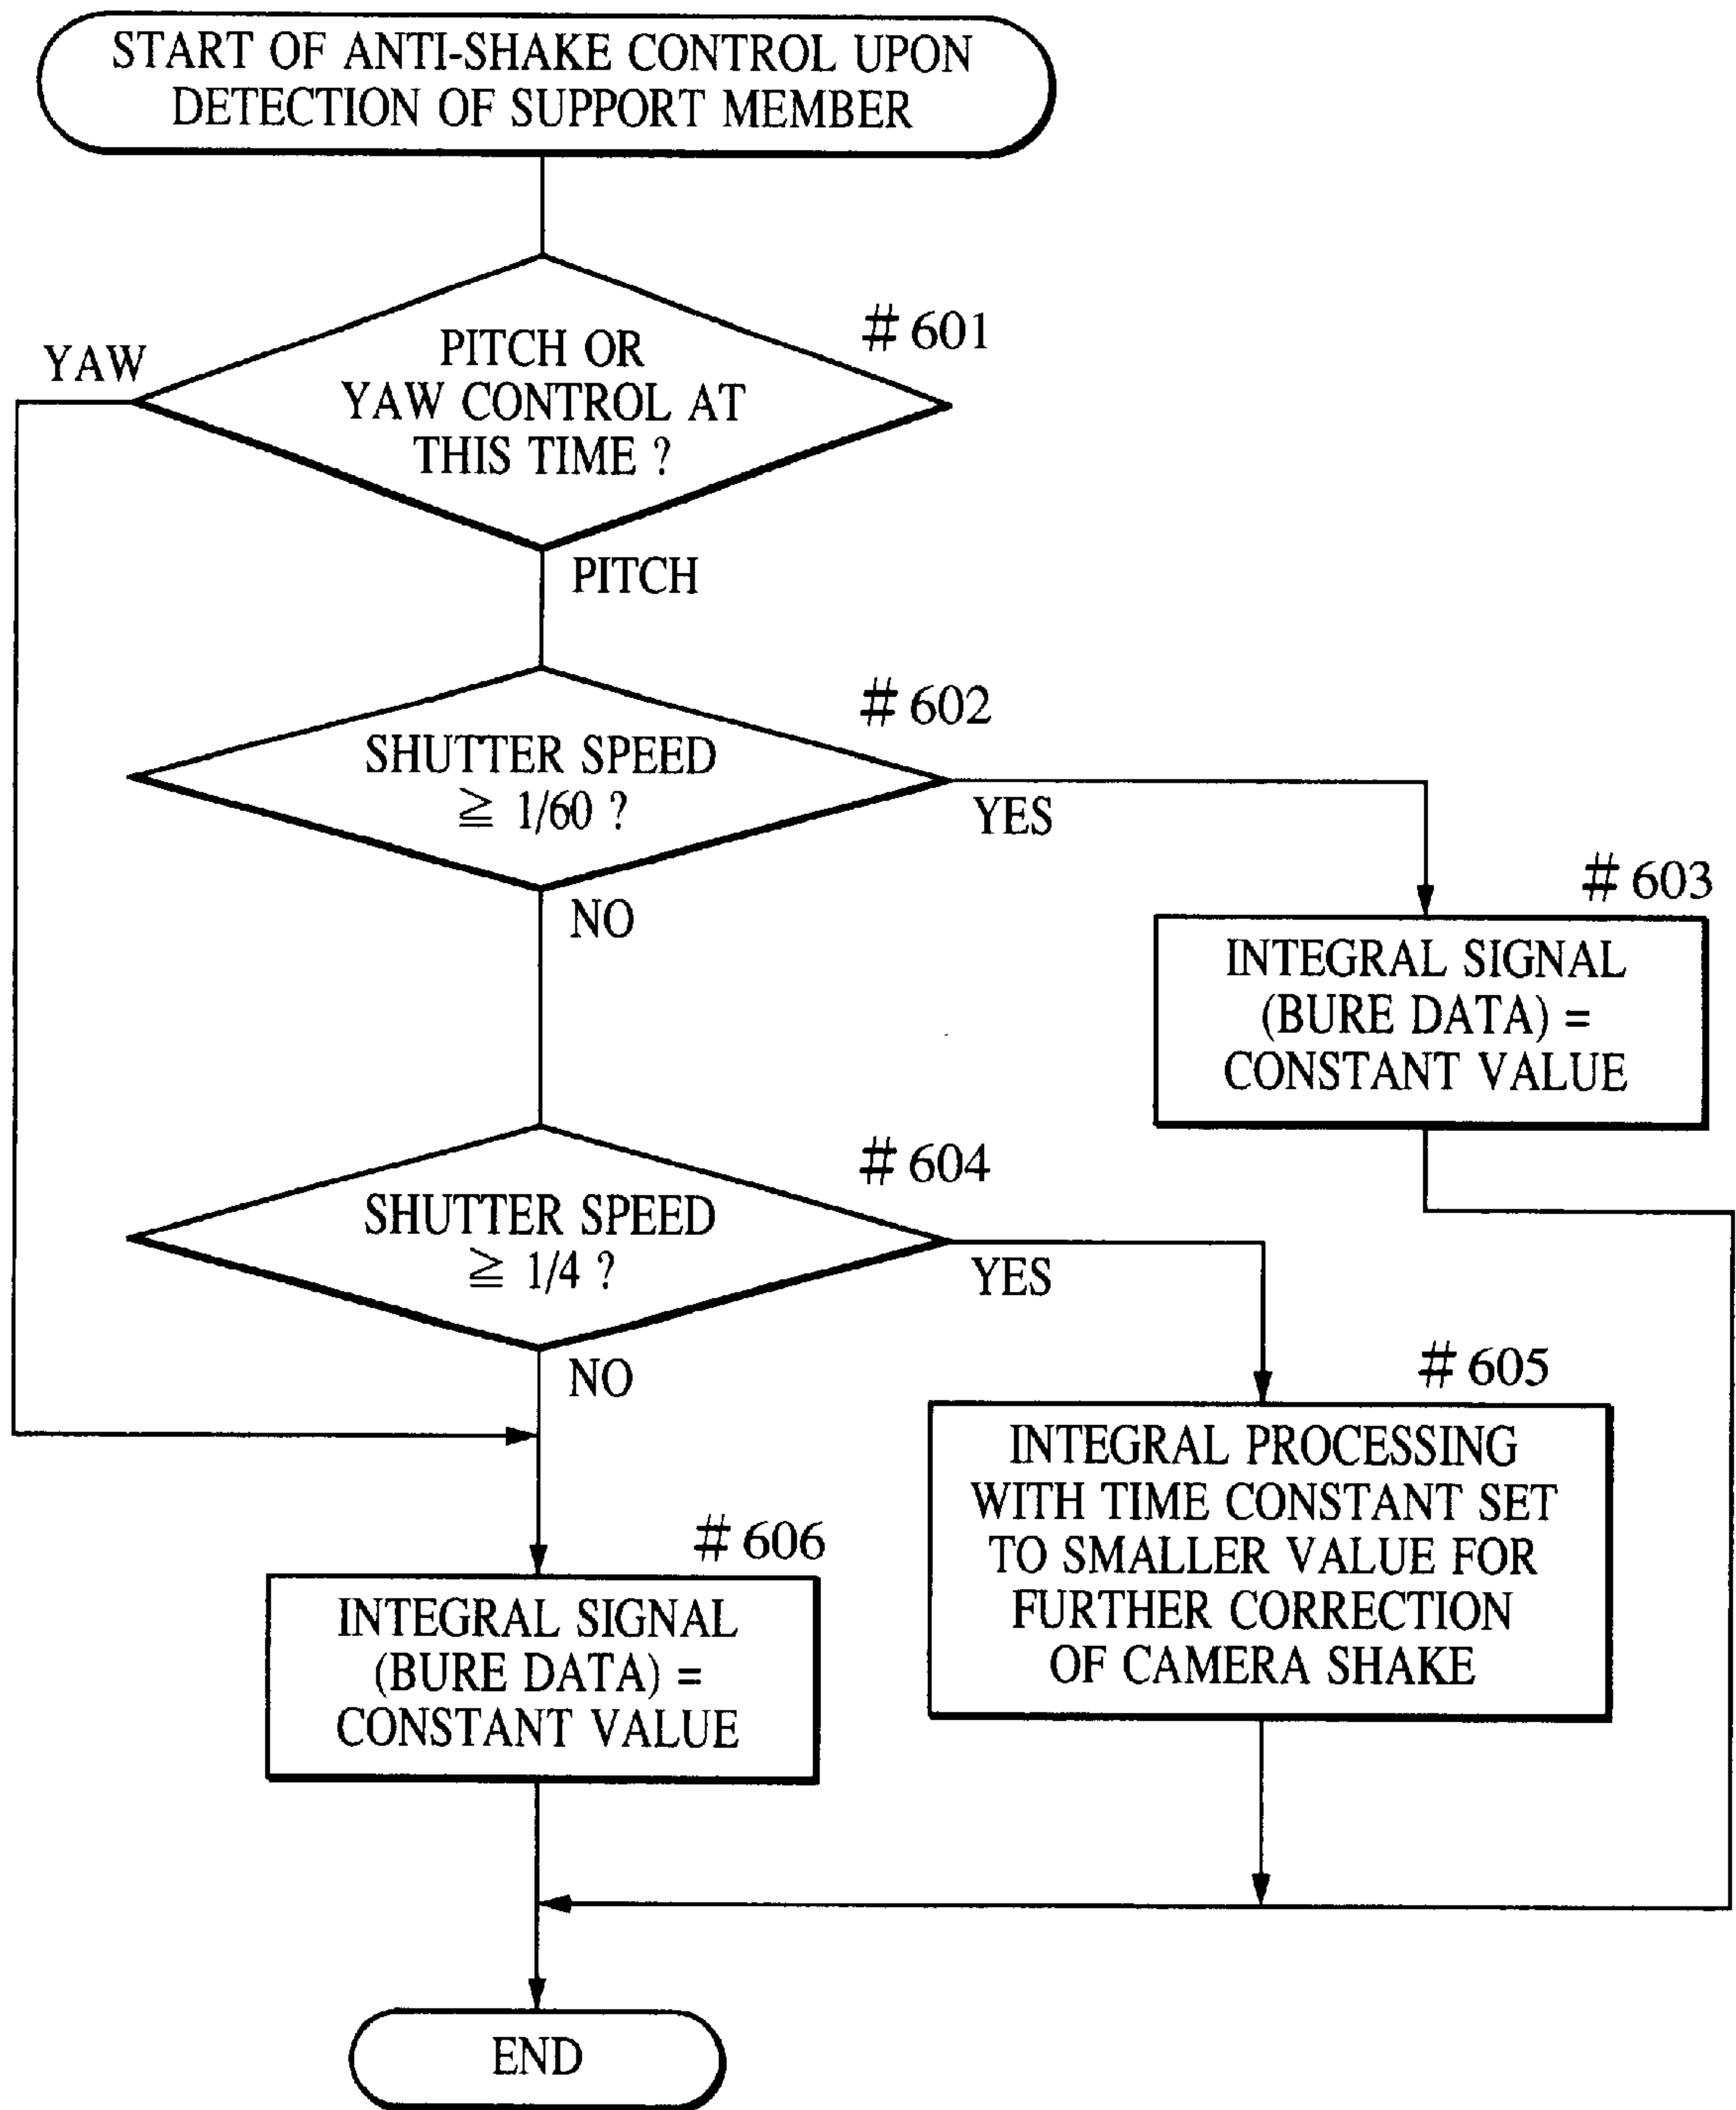 START OF ANTI-SHAKE CONTROL UPON
DETECTION OF SUPPORT MEMBER
# 601
YAW
PITCH OR
YAW CONTROL AT
THIS TIME ?
PITCH
# 602
SHUTTER SPEED
≧ 1/60 ?
YES
NO
# 603
INTEGRAL SIGNAL
(BURE DATA) =
CONSTANT VALUE
# 604
SHUTTER SPEED
≧ 1/4 ?
YES
NO
# 605
INTEGRAL PROCESSING
WITH TIME CONSTANT SET
TO SMALLER VALUE FOR
FURTHER CORRECTION
OF CAMERA SHAKE
# 606
INTEGRAL SIGNAL
(BURE DATA) =
CONSTANT VALUE
END